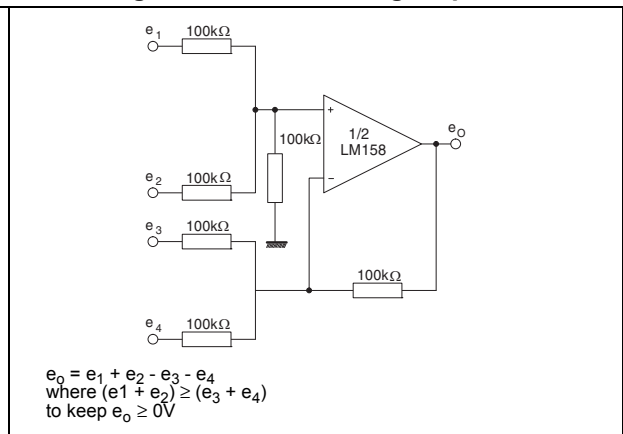 e1 100kΩ
100kΩ
+
1/2
LM158
-
eO
e2 100kΩ
e3 100kΩ
100kΩ
e4 100kΩ
eo = e1 + e2 - e3 - e4
where (e1 + e2) ≥ (e3 + e4)
to keep eo ≥ 0V